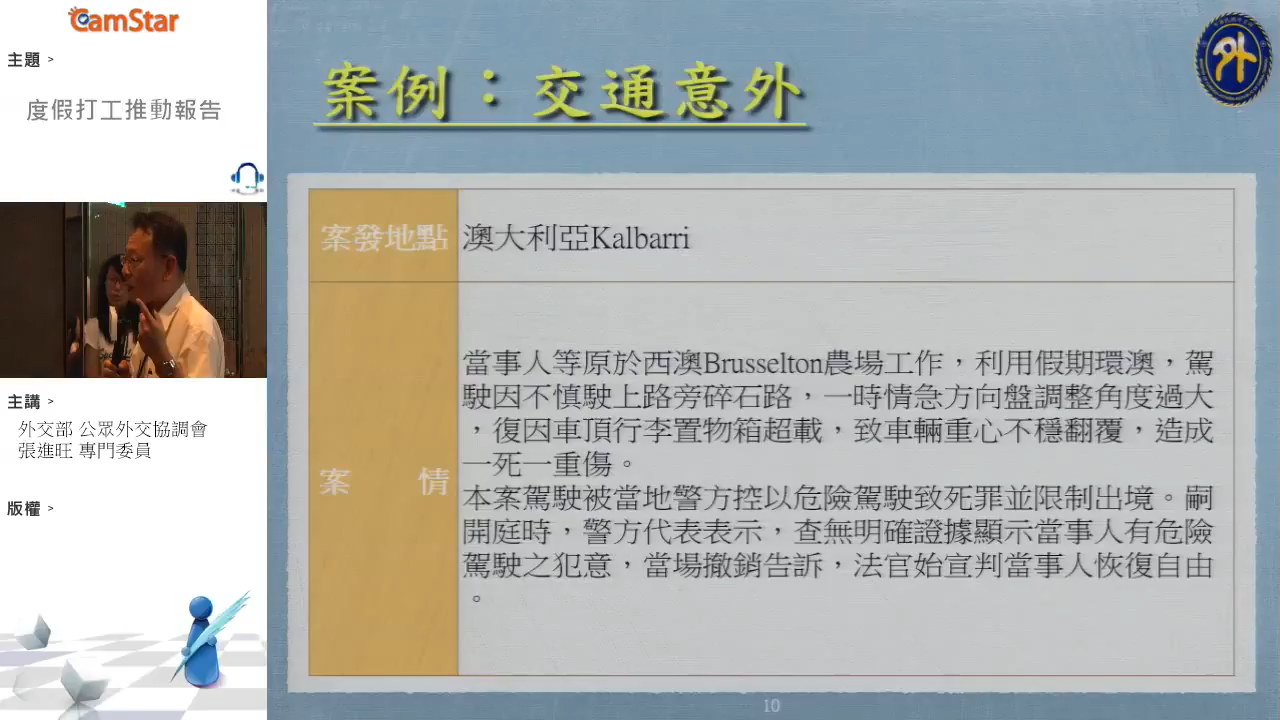 CamStar
主題 >
度假打工推動報告
主講 >
外交部 公眾外交協調會
張進旺 專門委員
版權 >
案例：交通意外
外
案發地點
澳大利亞Kalbarri
案 情
當事人等原於西澳Brusselton農場工作，利用假期環澳，駕
駛因不慎駛上路旁碎石路，一時情急方向盤調整角度過大
，復因車頂行李置物箱超載，致車輛重心不穩翻覆，造成
一死一重傷。
本案駕駛被當地警方控以危險駕駛致死罪並限制出境。嗣
開庭時，警方代表表示，查無明確證據顯示當事人有危險
駕駛之犯意，當場撤銷告訴，法官始宣判當事人恢復自由
。
10